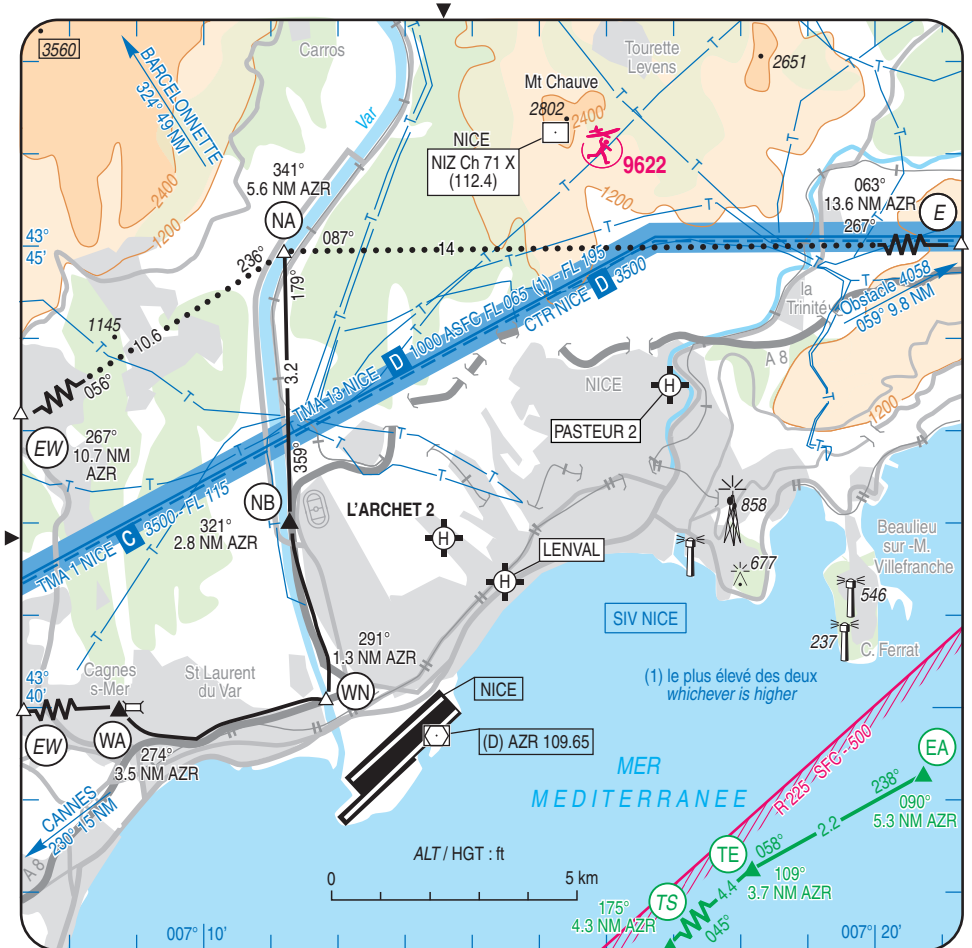 3560
BARCELONNETTE
324° 49 NM
Carros
Var
Tourette
Levens
2651
Mt Chauve
2802
2400
NICE
NIZ Ch 71 X
(112.4)
9622
1200
2400
1200
341°
5.6 NM AZR
NA
063°
13.6 NM AZR
E
43°
45'
236°
087°
14
267°
179°
1145
10.6
056°
3.2
TMA 13 NICE D 1000 ASFC FL 065 (1) - FL 195
CTR NICE D 3500
la
Trinité
Obstacle 4058
059° 9.8 NM
A 8
1200
NICE
H
PASTEUR 2
EW
267°
10.7 NM
AZR
359°
NB
321°
2.8 NM AZR
TMA 1 NICE C 3500 - FL 115
L'ARCHET 2
H
LENVAL
H
858
677
Beaulieu
sur -M.
Villefranche
546
237
C. Ferrat
SIV NICE
291°
1.3 NM AZR
WN
43°
40'
Cagnes
s-Mer
St Laurent
du Var
EW
WA
274°
3.5 NM AZR
NICE
(D) AZR 109.65
(1) le plus élevé des deux
whichever is higher
MER
MEDITERRANEE
R 225 SFC - 500
EA
238°
090°
5.3 NM AZR
2.2
058°
TE
109°
3.7 NM AZR
4.4
TS
045°
175°
4.3 NM AZR
CANNES
230° 15 NM
A 8
ALT / HGT : ft
0 5 km
007° 10'
007° 20'
T T T T T T T T T T T T T T T T T T